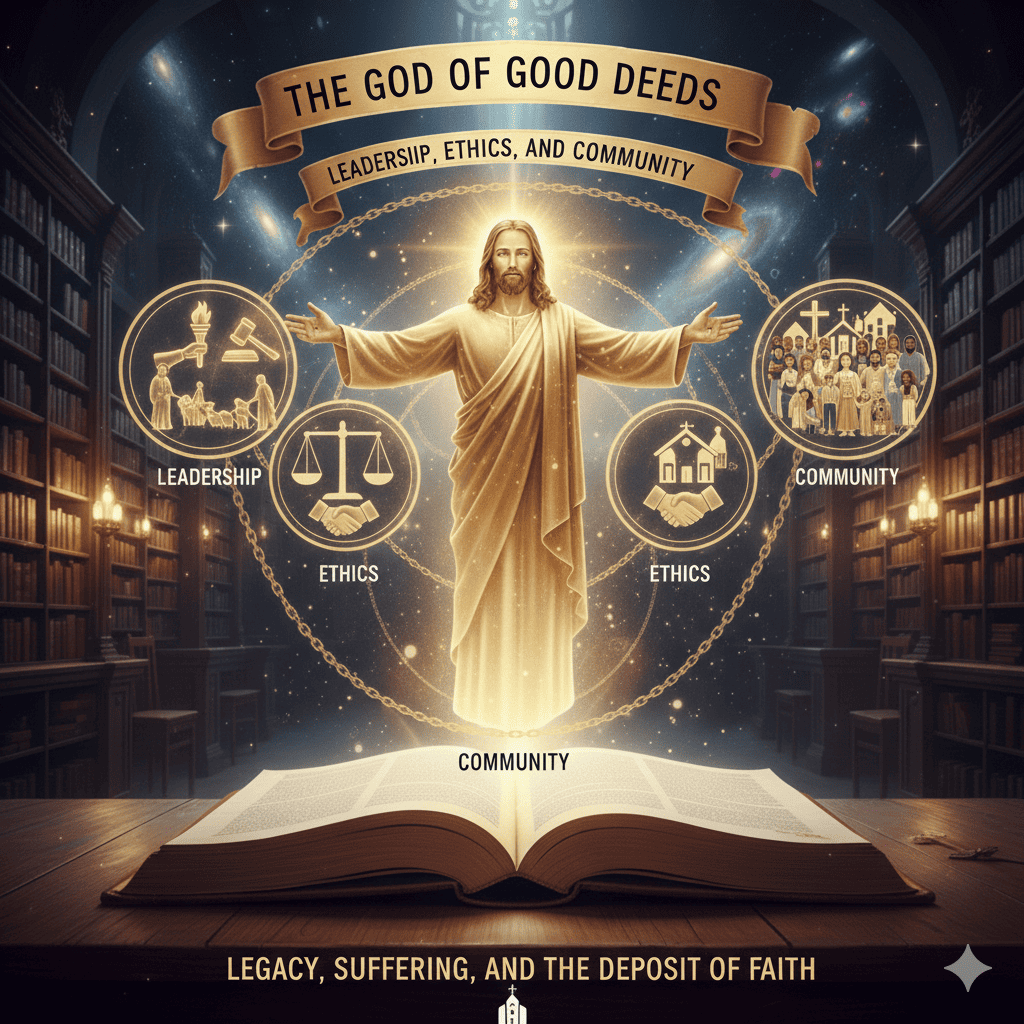 THE GOD OF GOOD DEEDS
LEADERSIIP, ETHICS, AND COMMUNITY
LEADERSHIP
COMMUNITY
ETHICS
ETHICS
COMMUNITY
LEGACY, SUFFERING, AND THE DEPOSIT OF FAITH